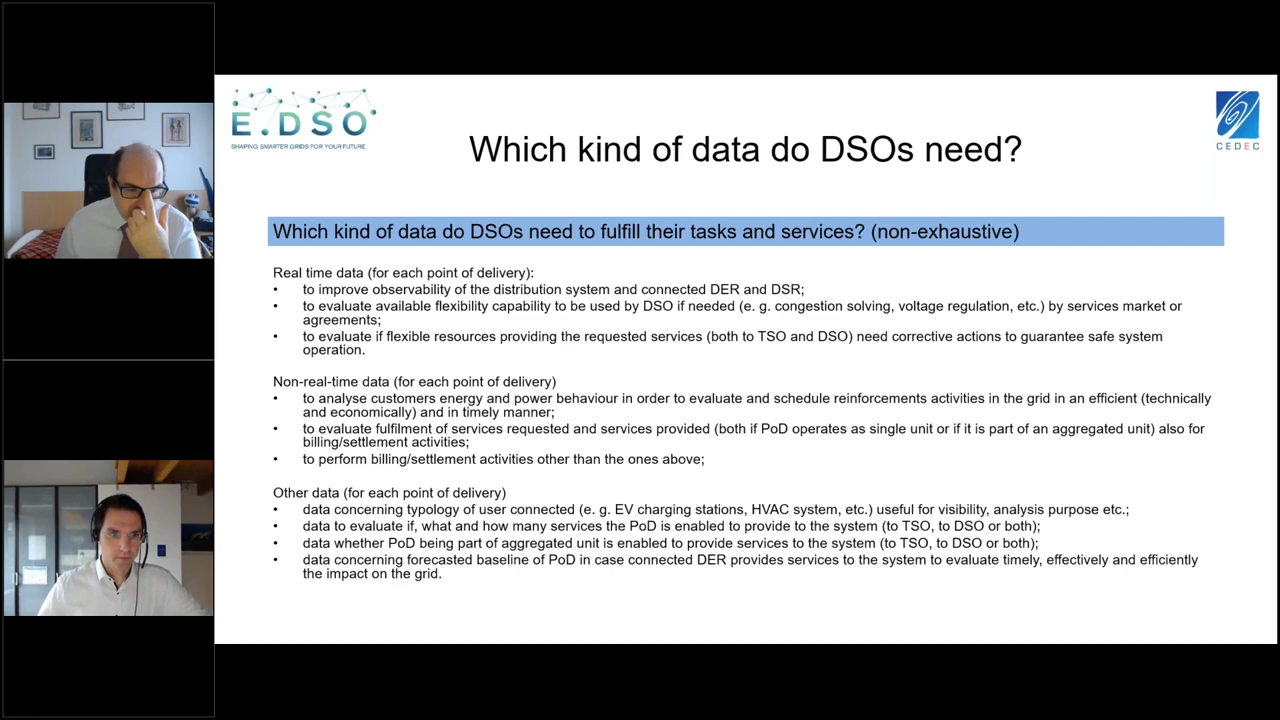 E.DSO
SHAPING SMARTER GRIDS FOR YOUR FUTURE
CEDEC
Which kind of data do DSOs need?
Which kind of data do DSOs need to fulfill their tasks and services? (non-exhaustive)
Real time data (for each point of delivery):
• to improve observability of the distribution system and connected DER and DSR;
• to evaluate available flexibility capability to be used by DSO if needed (e. g. congestion solving, voltage regulation, etc.) by services market or
agreements;
• to evaluate if flexible resources providing the requested services (both to TSO and DSO) need corrective actions to guarantee safe system
operation.
Non-real-time data (for each point of delivery)
• to analyse customers energy and power behaviour in order to evaluate and schedule reinforcements activities in the grid in an efficient (technically
and economically) and in timely manner;
• to evaluate fulfilment of services requested and services provided (both if PoD operates as single unit or if it is part of an aggregated unit) also for
billing/settlement activities;
• to perform billing/settlement activities other than the ones above;
Other data (for each point of delivery)
• data concerning typology of user connected (e. g. EV charging stations, HVAC system, etc.) useful for visibility, analysis purpose etc.;
• data to evaluate if, what and how many services the PoD is enabled to provide to the system (to TSO, to DSO or both);
• data whether PoD being part of aggregated unit is enabled to provide services to the system (to TSO, to DSO or both);
• data concerning forecasted baseline of PoD in case connected DER provides services to the system to evaluate timely, effectively and efficiently
the impact on the grid.